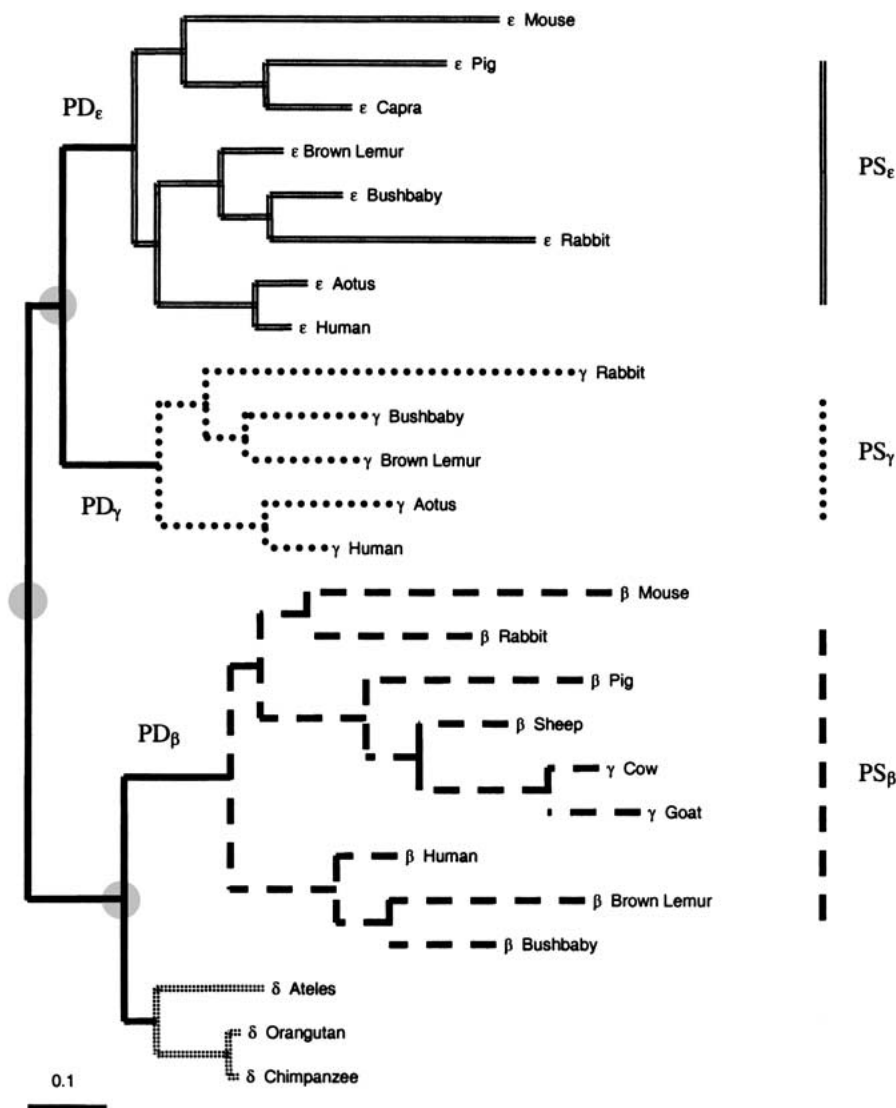 ε Mouse
ε Pig
PDε
ε Capra
ε Brown Lemur
PSε
ε Bushbaby
ε Rabbit
ε Aotus
ε Human
γ Rabbit
γ Bushbaby
PSγ
γ Brown Lemur
PDγ
γ Aotus
γ Human
β Mouse
β Rabbit
β Pig
PDβ
β Sheep
γ Cow
PSβ
γ Goat
β Human
β Brown Lemur
β Bushbaby
δ Ateles
δ Orangutan
δ Chimpanzee
0.1